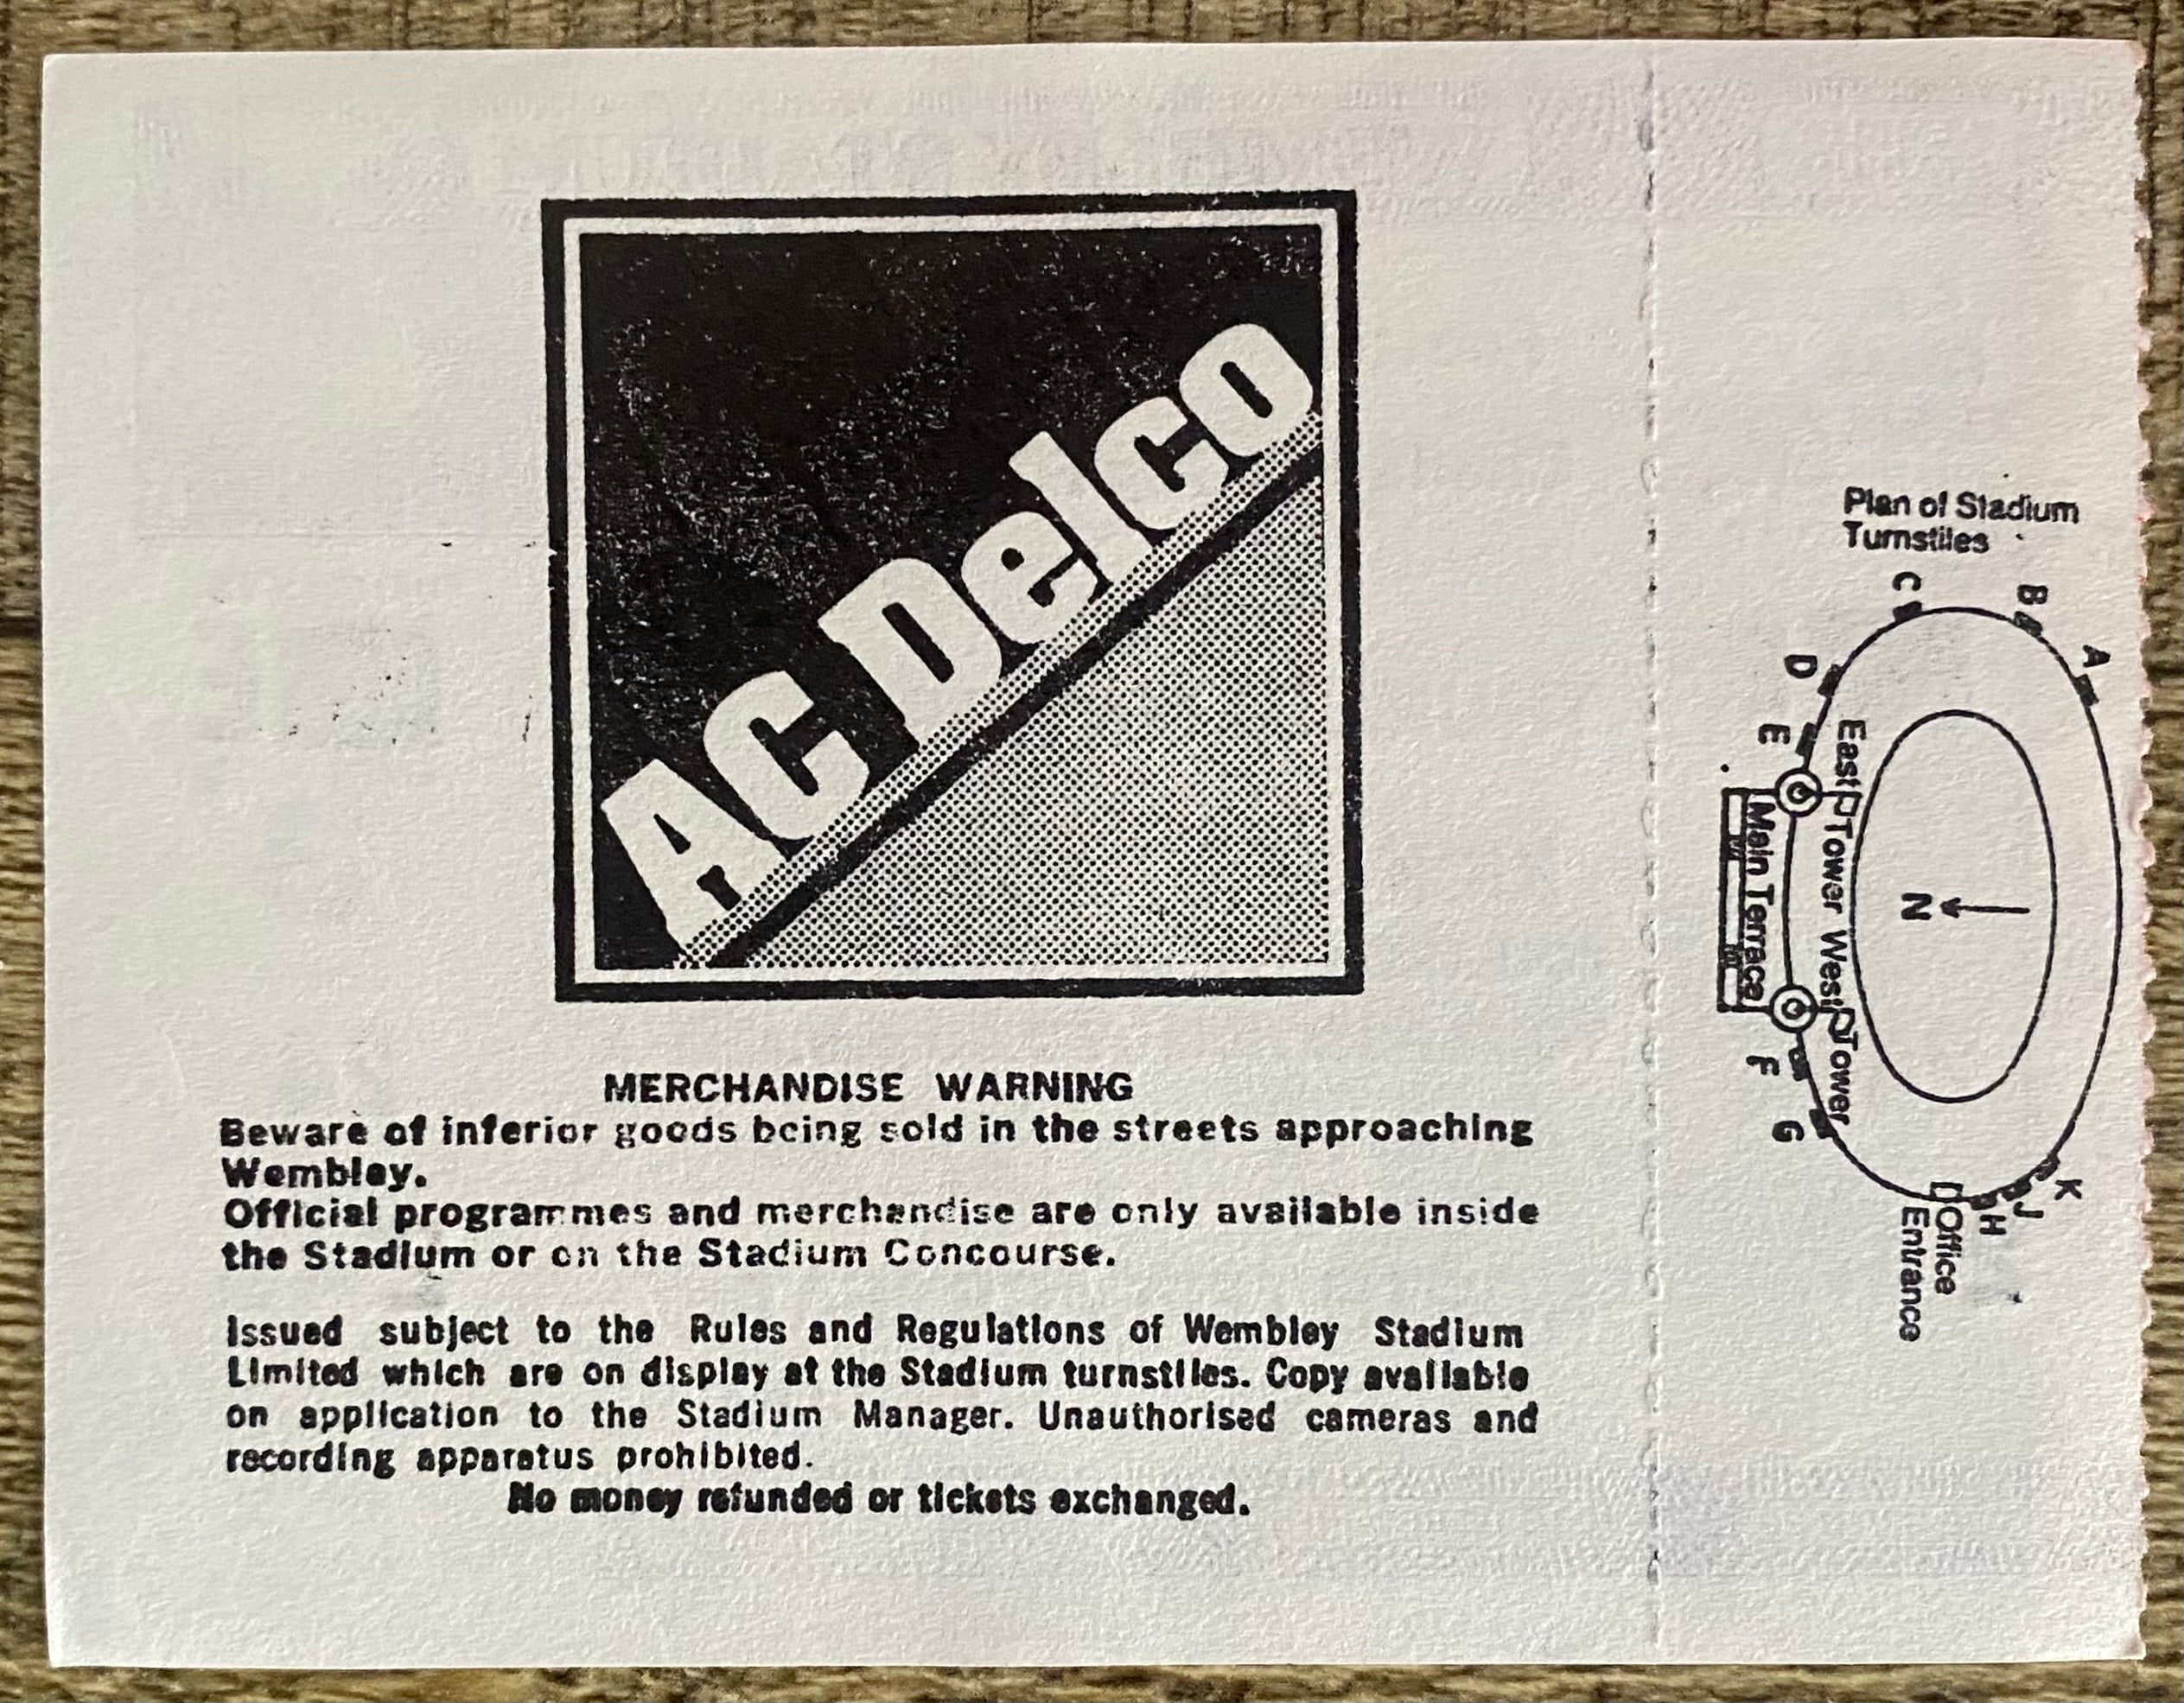 AC Delco
MERCHANDISE WARNING
Beware of inferior goods being sold in the streets approaching
Wembley.
Official programmes and merchandise are only available inside
the Stadium or on the Stadium Concourse.
Issued subject to the Rules and Regulations of Wembley Stadium
Limited which are on display at the Stadium turnstiles. Copy available
on application to the Stadium Manager. Unauthorised cameras and
recording apparatus prohibited.
No money refunded or tickets exchanged.
Plan of Stadium
Turnstiles
A
B
C
D
E
East Tower
West Tower
Main Terrace
N
F
G
K
J
H
Office
Entrance